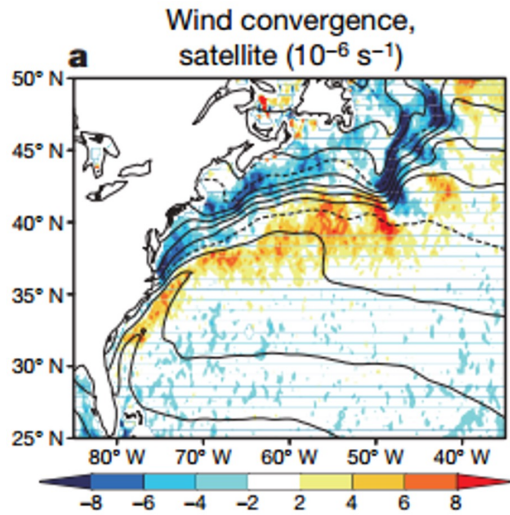 Wind convergence,
satellite (10⁻⁶ s⁻¹)
a
50° N
45° N
40° N
35° N
30° N
25° N
80° W 70° W 60° W 50° W 40° W
−8 −6 −4 −2 2 4 6 8